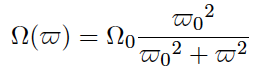 Ω(ϖ) = Ω₀ ϖ₀² / (ϖ₀² + ϖ²)